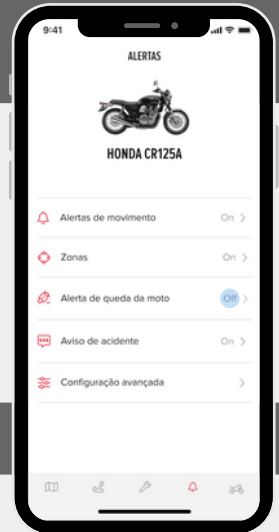 9:41
ALERTAS
HONDA CR125A
Alertas de movimento On
Zonas On
Alerta de queda da moto Off
SOS
Aviso de acidente On
Configuração avançada